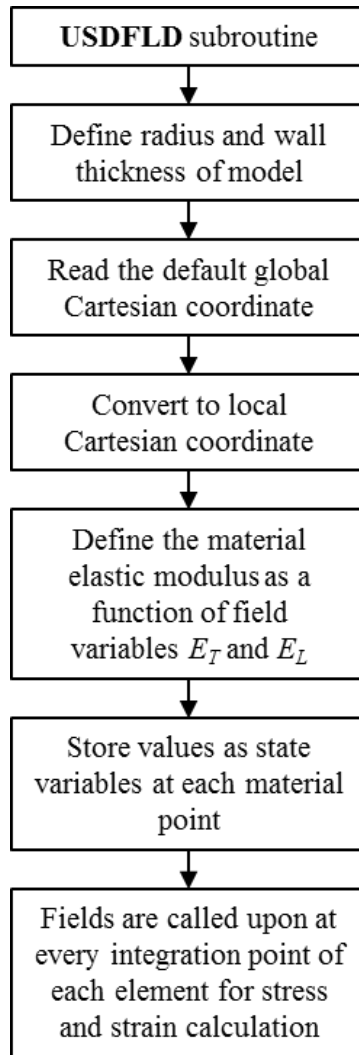 USDFLD subroutine
Define radius and wall
thickness of model
Read the default global
Cartesian coordinate
Convert to local
Cartesian coordinate
Define the material
elastic modulus as a
function of field
variables E_T and E_L
Store values as state
variables at each material
point
Fields are called upon at
every integration point of
each element for stress
and strain calculation